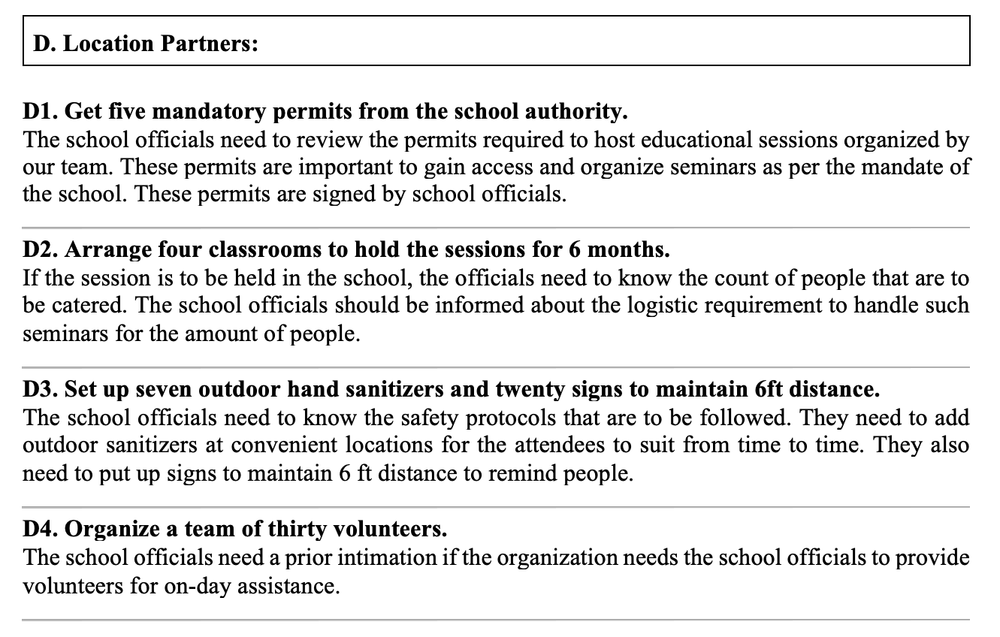 D. Location Partners:
D1. Get five mandatory permits from the school authority.
The school officials need to review the permits required to host educational sessions organized by
our team. These permits are important to gain access and organize seminars as per the mandate of
the school. These permits are signed by school officials.
D2. Arrange four classrooms to hold the sessions for 6 months.
If the session is to be held in the school, the officials need to know the count of people that are to
be catered. The school officials should be informed about the logistic requirement to handle such
seminars for the amount of people.
D3. Set up seven outdoor hand sanitizers and twenty signs to maintain 6ft distance.
The school officials need to know the safety protocols that are to be followed. They need to add
outdoor sanitizers at convenient locations for the attendees to suit from time to time. They also
need to put up signs to maintain 6 ft distance to remind people.
D4. Organize a team of thirty volunteers.
The school officials need a prior intimation if the organization needs the school officials to provide
volunteers for on-day assistance.